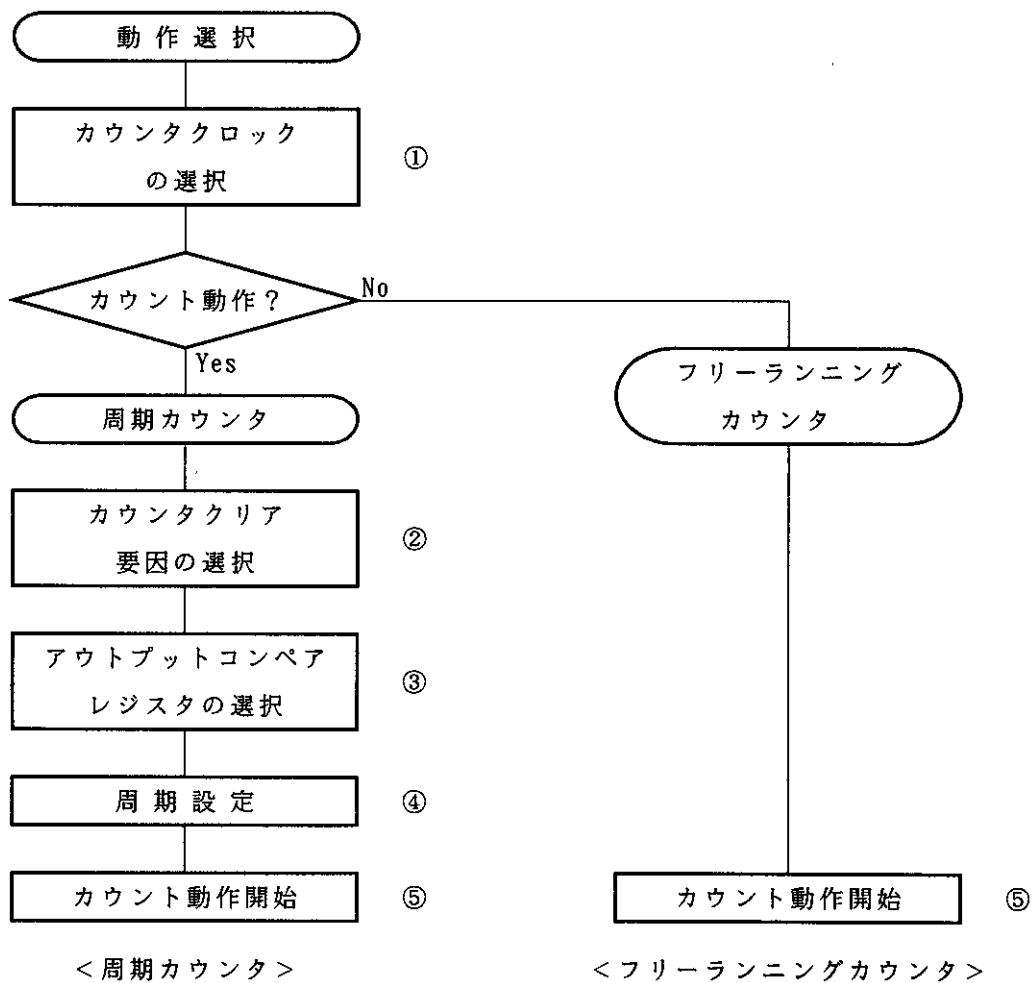 動作選択
カウンタクロック
の選択
①
カウント動作?
No
Yes
周期カウンタ
フリーランニング
カウンタ
カウンタクリア
要因の選択
②
アウトプットコンペア
レジスタの選択
③
周期設定
④
カウント動作開始
⑤
カウント動作開始
⑤
<周期カウンタ>
<フリーランニングカウンタ>